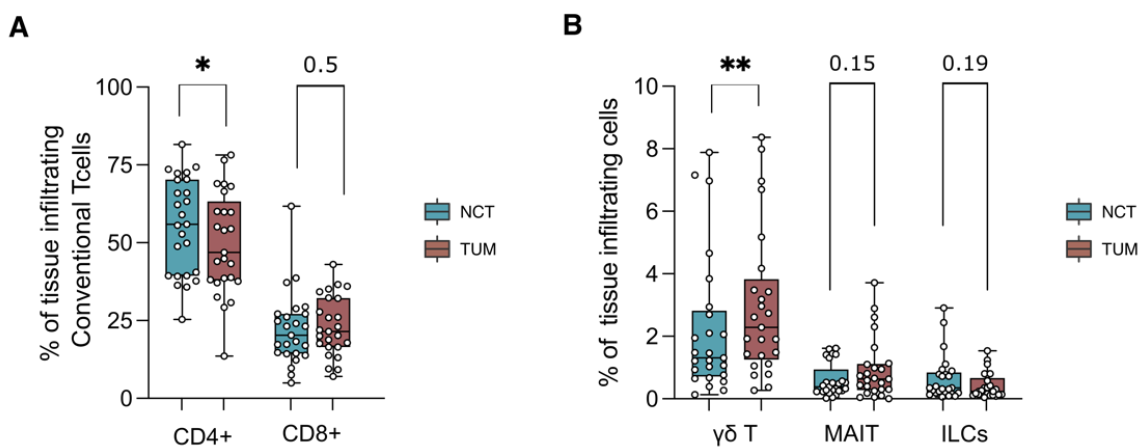 A
% of tissue infiltrating
Conventional Tcells
100
75
50
25
0
*
0.5
CD4+ CD8+
NCT
TUM
B
% of tissue infiltrating cells
10
8
6
4
2
0
**
0.15
0.19
γδ T MAIT ILCs
NCT
TUM